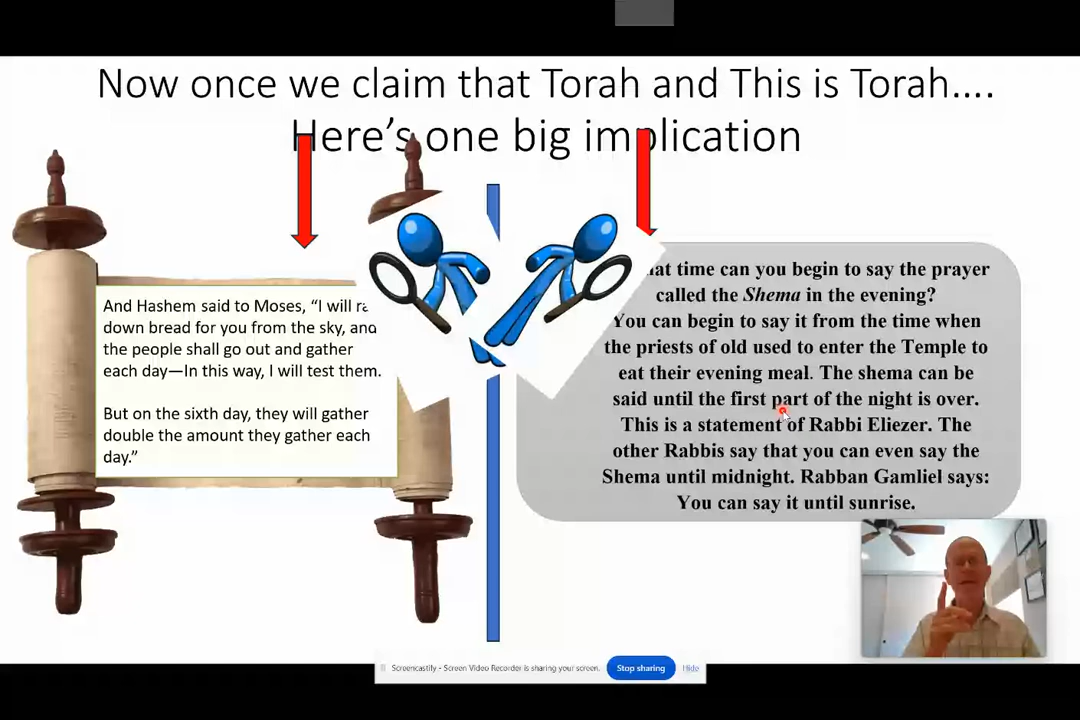 Now once we claim that Torah and This is Torah....
Here's one big implication
And Hashem said to Moses, "I will
down bread for you from the sky, and
the people shall go out and gather
each day—In this way, I will test them.
But on the sixth day, they will gather
double the amount they gather each
day."
time can you begin to say the prayer
called the Shema in the evening?
You can begin to say it from the time when
the priests of old used to enter the Temple to
eat their evening meal. The shema can be
said until the first part of the night is over.
This is a statement of Rabbi Eliezer. The
other Rabbis say that you can even say the
Shema until midnight. Rabban Gamliel says:
You can say it until sunrise.
Screencastify - Screen Video Recorder is sharing your screen.
Stop sharing
Hide